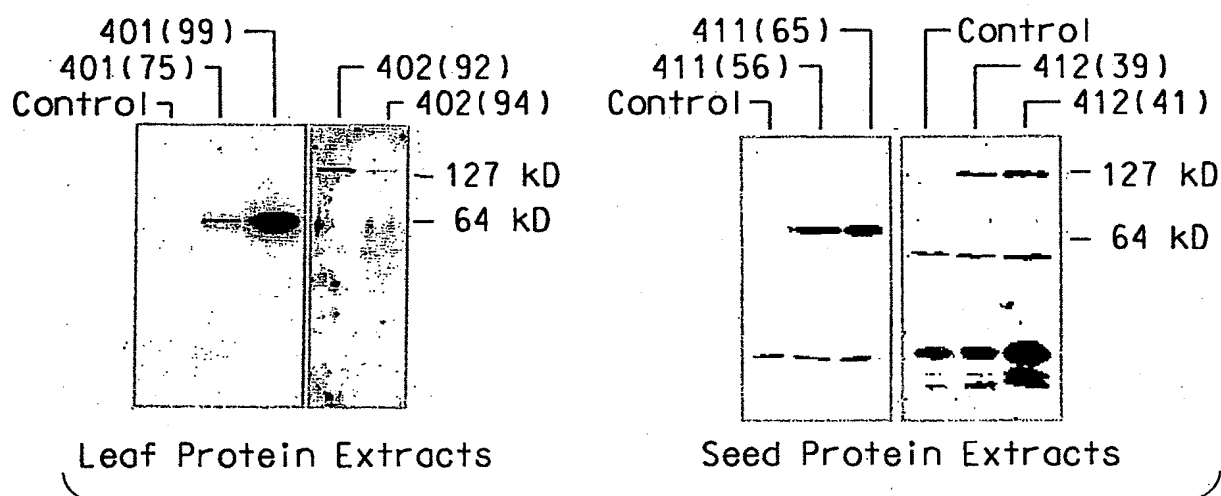 401(99)
401(75)
Control
402(92)
402(94)
127 kD
64 kD
Leaf Protein Extracts
411(65)
411(56)
Control
Control
412(39)
412(41)
127 kD
64 kD
Seed Protein Extracts